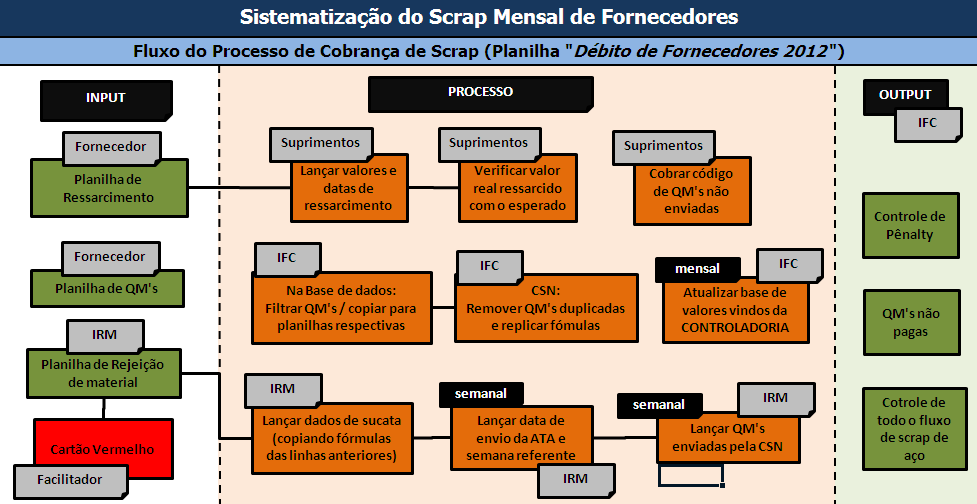 Sistematização do Scrap Mensal de Fornecedores
Fluxo do Processo de Cobrança de Scrap (Planilha "Débito de Fornecedores 2012")
INPUT
PROCESSO
OUTPUT
IFC
Fornecedor
Planilha de
Ressarcimento
Suprimentos
Lançar valores e
datas de
ressarcimento
Suprimentos
Verificar valor
real ressarcido
com o esperado
Suprimentos
Cobrar código
de QM's não
enviadas
Controle de
Pênalty
Fornecedor
Planilha de QM's
IFC
Na Base de dados:
Filtrar QM's / copiar para
planilhas respectivas
IFC
CSN:
Remover QM's duplicadas
e replicar fómulas
mensal
IFC
Atualizar base de
valores vindos da
CONTROLADORIA
QM's não
pagas
IRM
Planilha de Rejeição
de material
Cartão Vermelho
Facilitador
IRM
Lançar dados de sucata
(copiando fórmulas
das linhas anteriores)
semanal
Lançar data de
envio da ATA e
semana referente
IRM
semanal
IRM
Lançar QM's
enviadas pela CSN
Cotrole de
todo o fluxo
de scrap de
aço